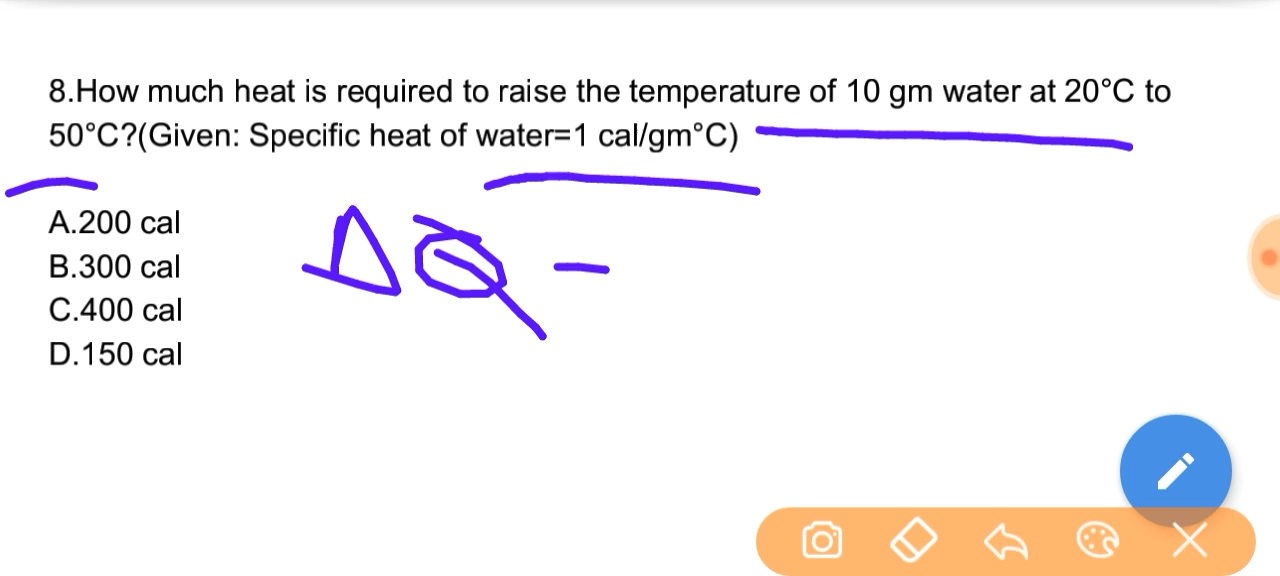 8.How much heat is required to raise the temperature of 10 gm water at 20°C to
50°C?(Given: Specific heat of water=1 cal/gm°C)
A.200 cal
B.300 cal
C.400 cal
D.150 cal
ΔQ -